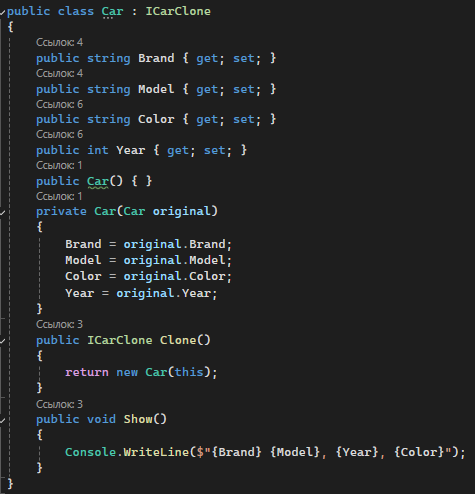 public class Car : ICarClone
{
Ссылок: 4
public string Brand { get; set; }
Ссылок: 4
public string Model { get; set; }
Ссылок: 6
public string Color { get; set; }
Ссылок: 6
public int Year { get; set; }
Ссылок: 1
public Car() { }
Ссылок: 1
private Car(Car original)
{
Brand = original.Brand;
Model = original.Model;
Color = original.Color;
Year = original.Year;
}
Ссылок: 3
public ICarClone Clone()
{
return new Car(this);
}
Ссылок: 3
public void Show()
{
Console.WriteLine($"{Brand} {Model}, {Year}, {Color}");
}
}